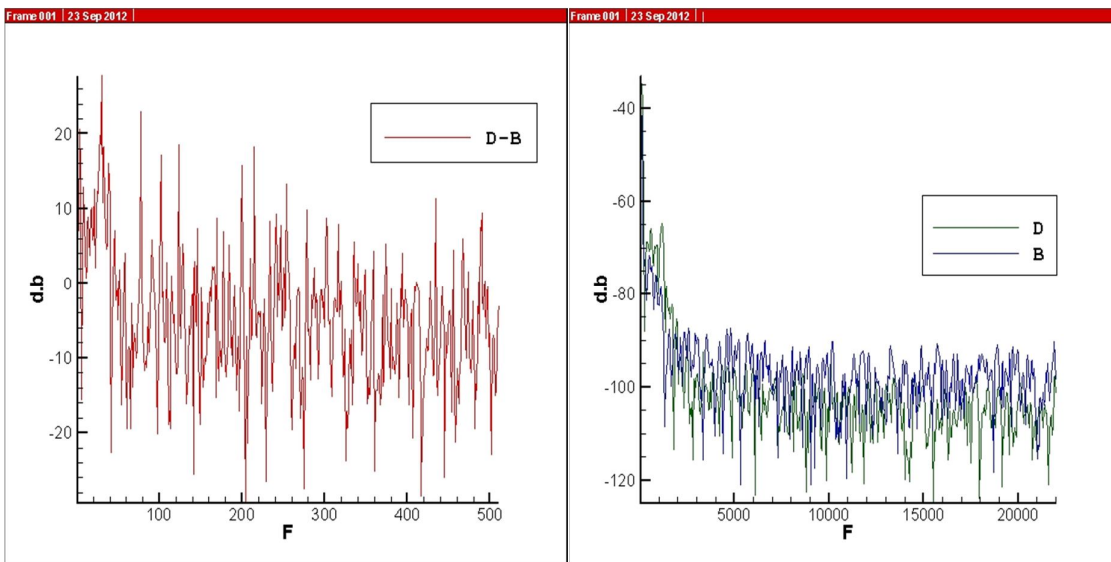 Frame 001 | 23 Sep 2012 |
d.b
20
10
0
-10
-20
100 200 300 400 500
F
D-B
Frame 001 | 23 Sep 2012 | |
d.b
-40
-60
-80
-100
-120
5000 10000 15000 20000
F
D
B